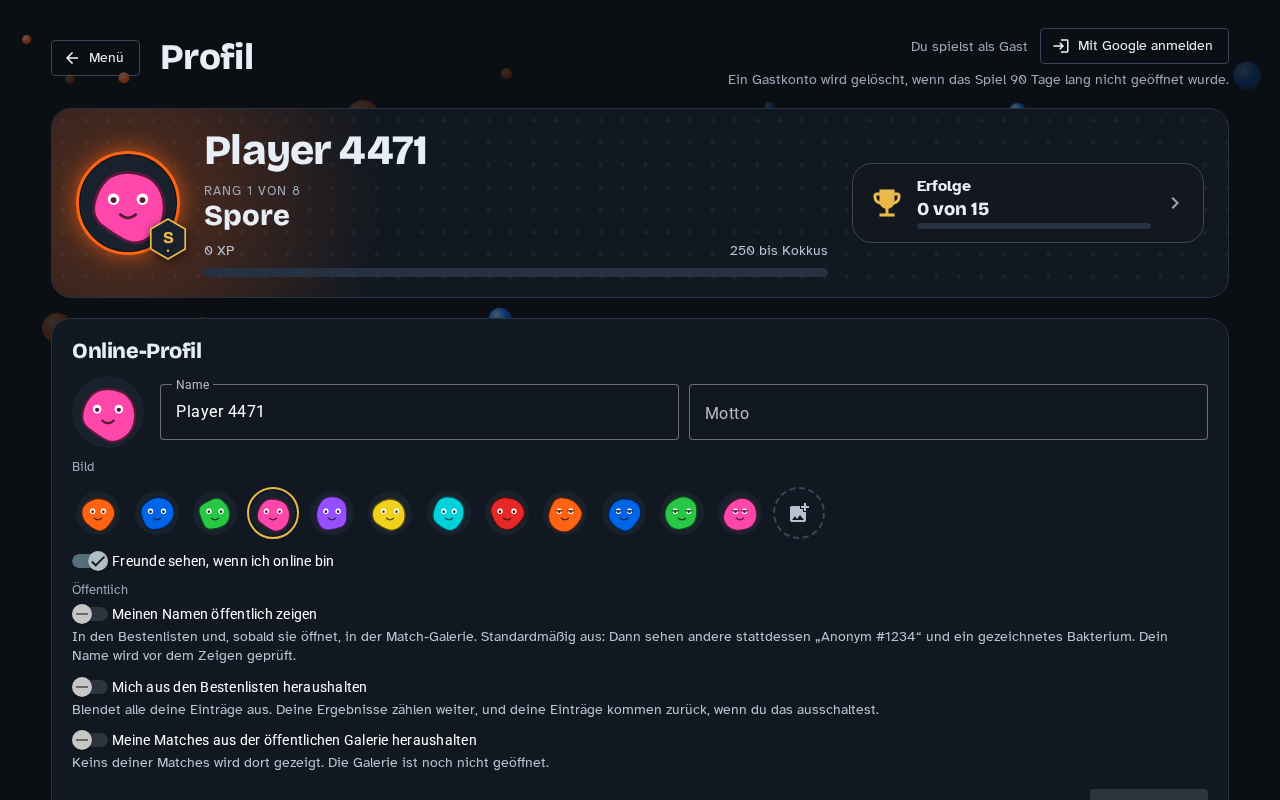 Menü
Profil
Du spielst als Gast
Mit Google anmelden
Ein Gastkonto wird gelöscht, wenn das Spiel 90 Tage lang nicht geöffnet wurde.
Player 4471
RANG 1 VON 8
Spore
0 XP
250 bis Kokkus
S
Erfolge
0 von 15
Online-Profil
Name
Player 4471
Motto
Bild
Freunde sehen, wenn ich online bin
Öffentlich
Meinen Namen öffentlich zeigen
In den Bestenlisten und, sobald sie öffnet, in der Match-Galerie. Standardmäßig aus: Dann sehen andere stattdessen „Anonym #1234“ und ein gezeichnetes Bakterium. Dein
Name wird vor dem Zeigen geprüft.
Mich aus den Bestenlisten heraushalten
Blendet alle deine Einträge aus. Deine Ergebnisse zählen weiter, und deine Einträge kommen zurück, wenn du das ausschaltest.
Meine Matches aus der öffentlichen Galerie heraushalten
Keins deiner Matches wird dort gezeigt. Die Galerie ist noch nicht geöffnet.